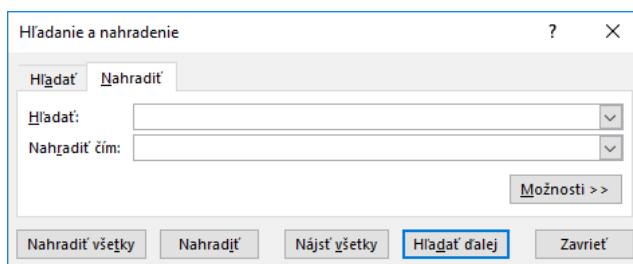 Hľadanie a nahradenie ?
Hľadať Nahradiť
Hľadať:
Nahradiť čím:
Možnosti >>
Nahradiť všetky Nahradiť Nájsť všetky Hľadať ďalej Zavrieť